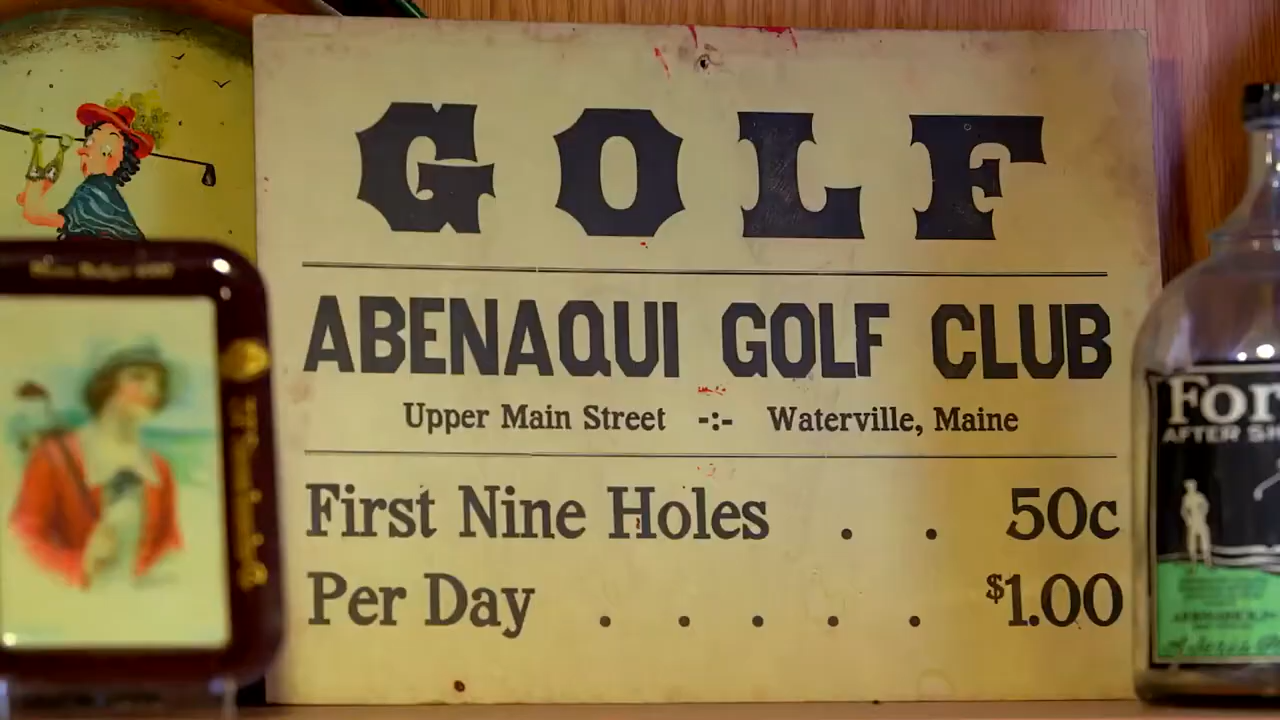 GOLF
ABENAQUI GOLF CLUB
Upper Main Street -:- Waterville, Maine
First Nine Holes . . 50c
Per Day . . . . . $1.00
For
AFTER SH